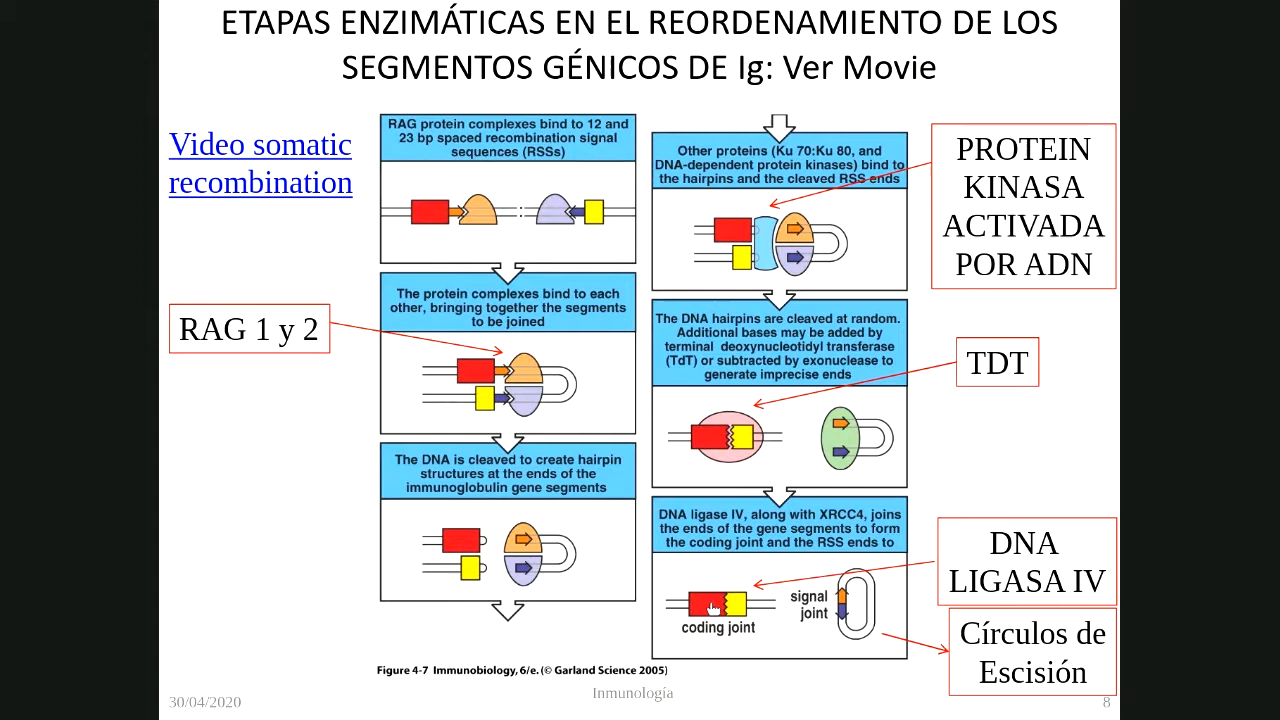 ETAPAS ENZIMÁTICAS EN EL REORDENAMIENTO DE LOS
SEGMENTOS GÉNICOS DE Ig: Ver Movie
Video somatic
recombination
RAG protein complexes bind to 12 and
23 bp spaced recombination signal
sequences (RSSs)
The protein complexes bind to each
other, bringing together the segments
to be joined
RAG 1 y 2
The DNA is cleaved to create hairpin
structures at the ends of the
immunoglobulin gene segments
Other proteins (Ku 70:Ku 80, and
DNA-dependent protein kinases) bind to
the hairpins and the cleaved RSS ends
PROTEIN
KINASA
ACTIVADA
POR ADN
The DNA hairpins are cleaved at random.
Additional bases may be added by
terminal deoxynucleotidyl transferase
(TdT) or subtracted by exonuclease to
generate imprecise ends
TDT
DNA ligase IV, along with XRCC4, joins
the ends of the gene segments to form
the coding joint and the RSS ends to
DNA
LIGASA IV
coding joint
signal
joint
Círculos de
Escisión
Figure 4-7 Immunobiology, 6/e. (© Garland Science 2005)
30/04/2020
Inmunología
8